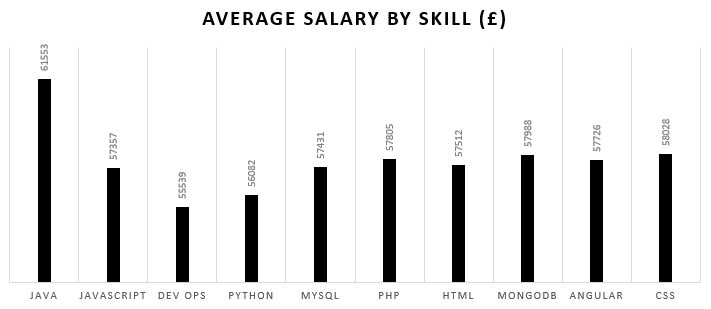 AVERAGE SALARY BY SKILL (£)
61553 57357 55539 56082 57431 57805 57512 57988 57726 58028
JAVA JAVASCRIPT DEV OPS PYTHON MYSQL PHP HTML MONGODB ANGULAR CSS